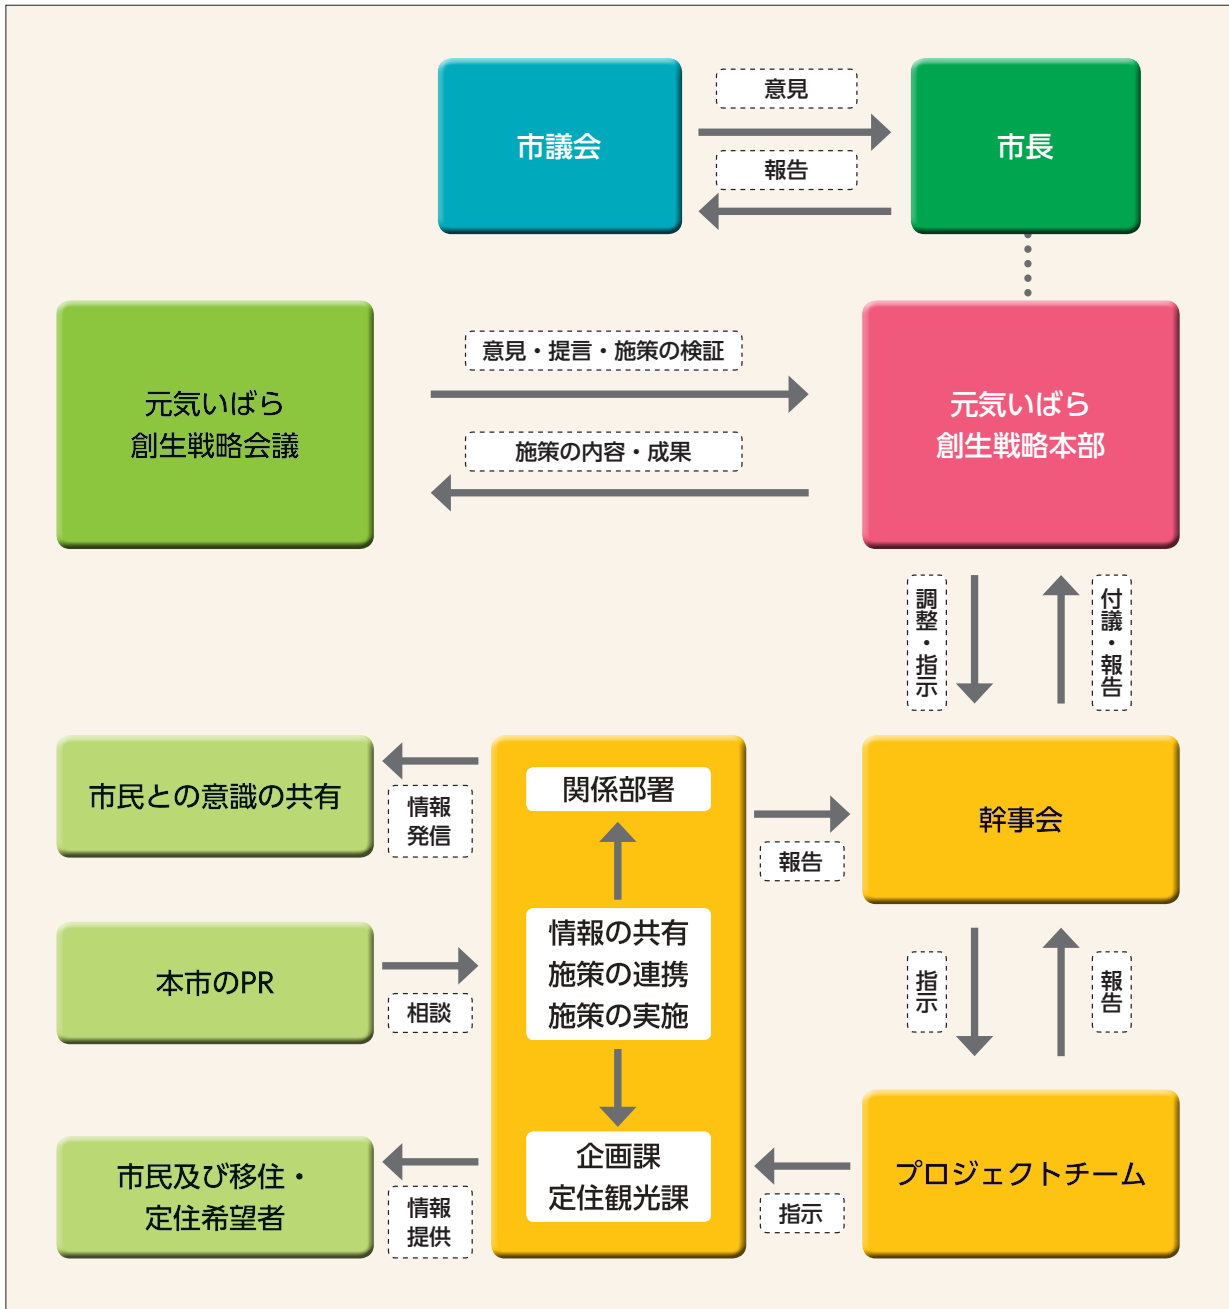 市議会
意見
報告
市長
元気いばら
創生戦略会議
意見・提言・施策の検証
施策の内容・成果
元気いばら
創生戦略本部
調整・指示
付議・報告
市民との意識の共有
情報
発信
関係部署
報告
幹事会
本市のPR
相談
情報の共有
施策の連携
施策の実施
指示
報告
市民及び移住・
定住希望者
情報
提供
企画課
定住観光課
指示
プロジェクトチーム